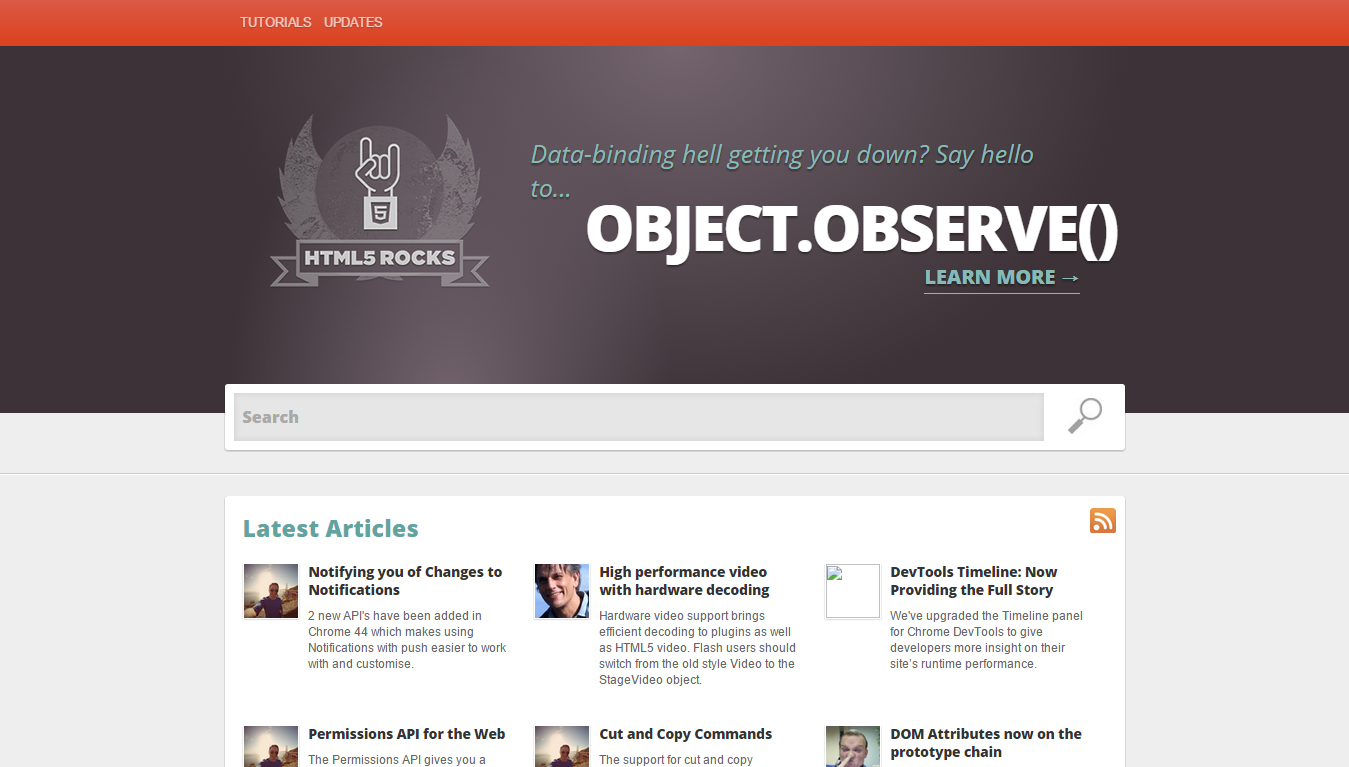 TUTORIALS UPDATES
Data-binding hell getting you down? Say hello
to...
OBJECT.OBSERVE()
LEARN MORE →
5
HTML5 ROCKS
Search
Latest Articles
Notifying you of Changes to
Notifications
2 new API's have been added in
Chrome 44 which makes using
Notifications with push easier to work
with and customise.
High performance video
with hardware decoding
Hardware video support brings
efficient decoding to plugins as well
as HTML5 video. Flash users should
switch from the old style Video to the
StageVideo object.
DevTools Timeline: Now
Providing the Full Story
We've upgraded the Timeline panel
for Chrome DevTools to give
developers more insight on their
site’s runtime performance.
Permissions API for the Web
The Permissions API gives you a
Cut and Copy Commands
The support for cut and copy
DOM Attributes now on the
prototype chain